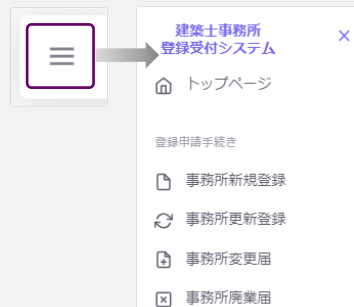 建築士事務所
登録受付システム
トップページ
登録申請手続き
事務所新規登録
事務所更新登録
事務所変更届
事務所廃業届